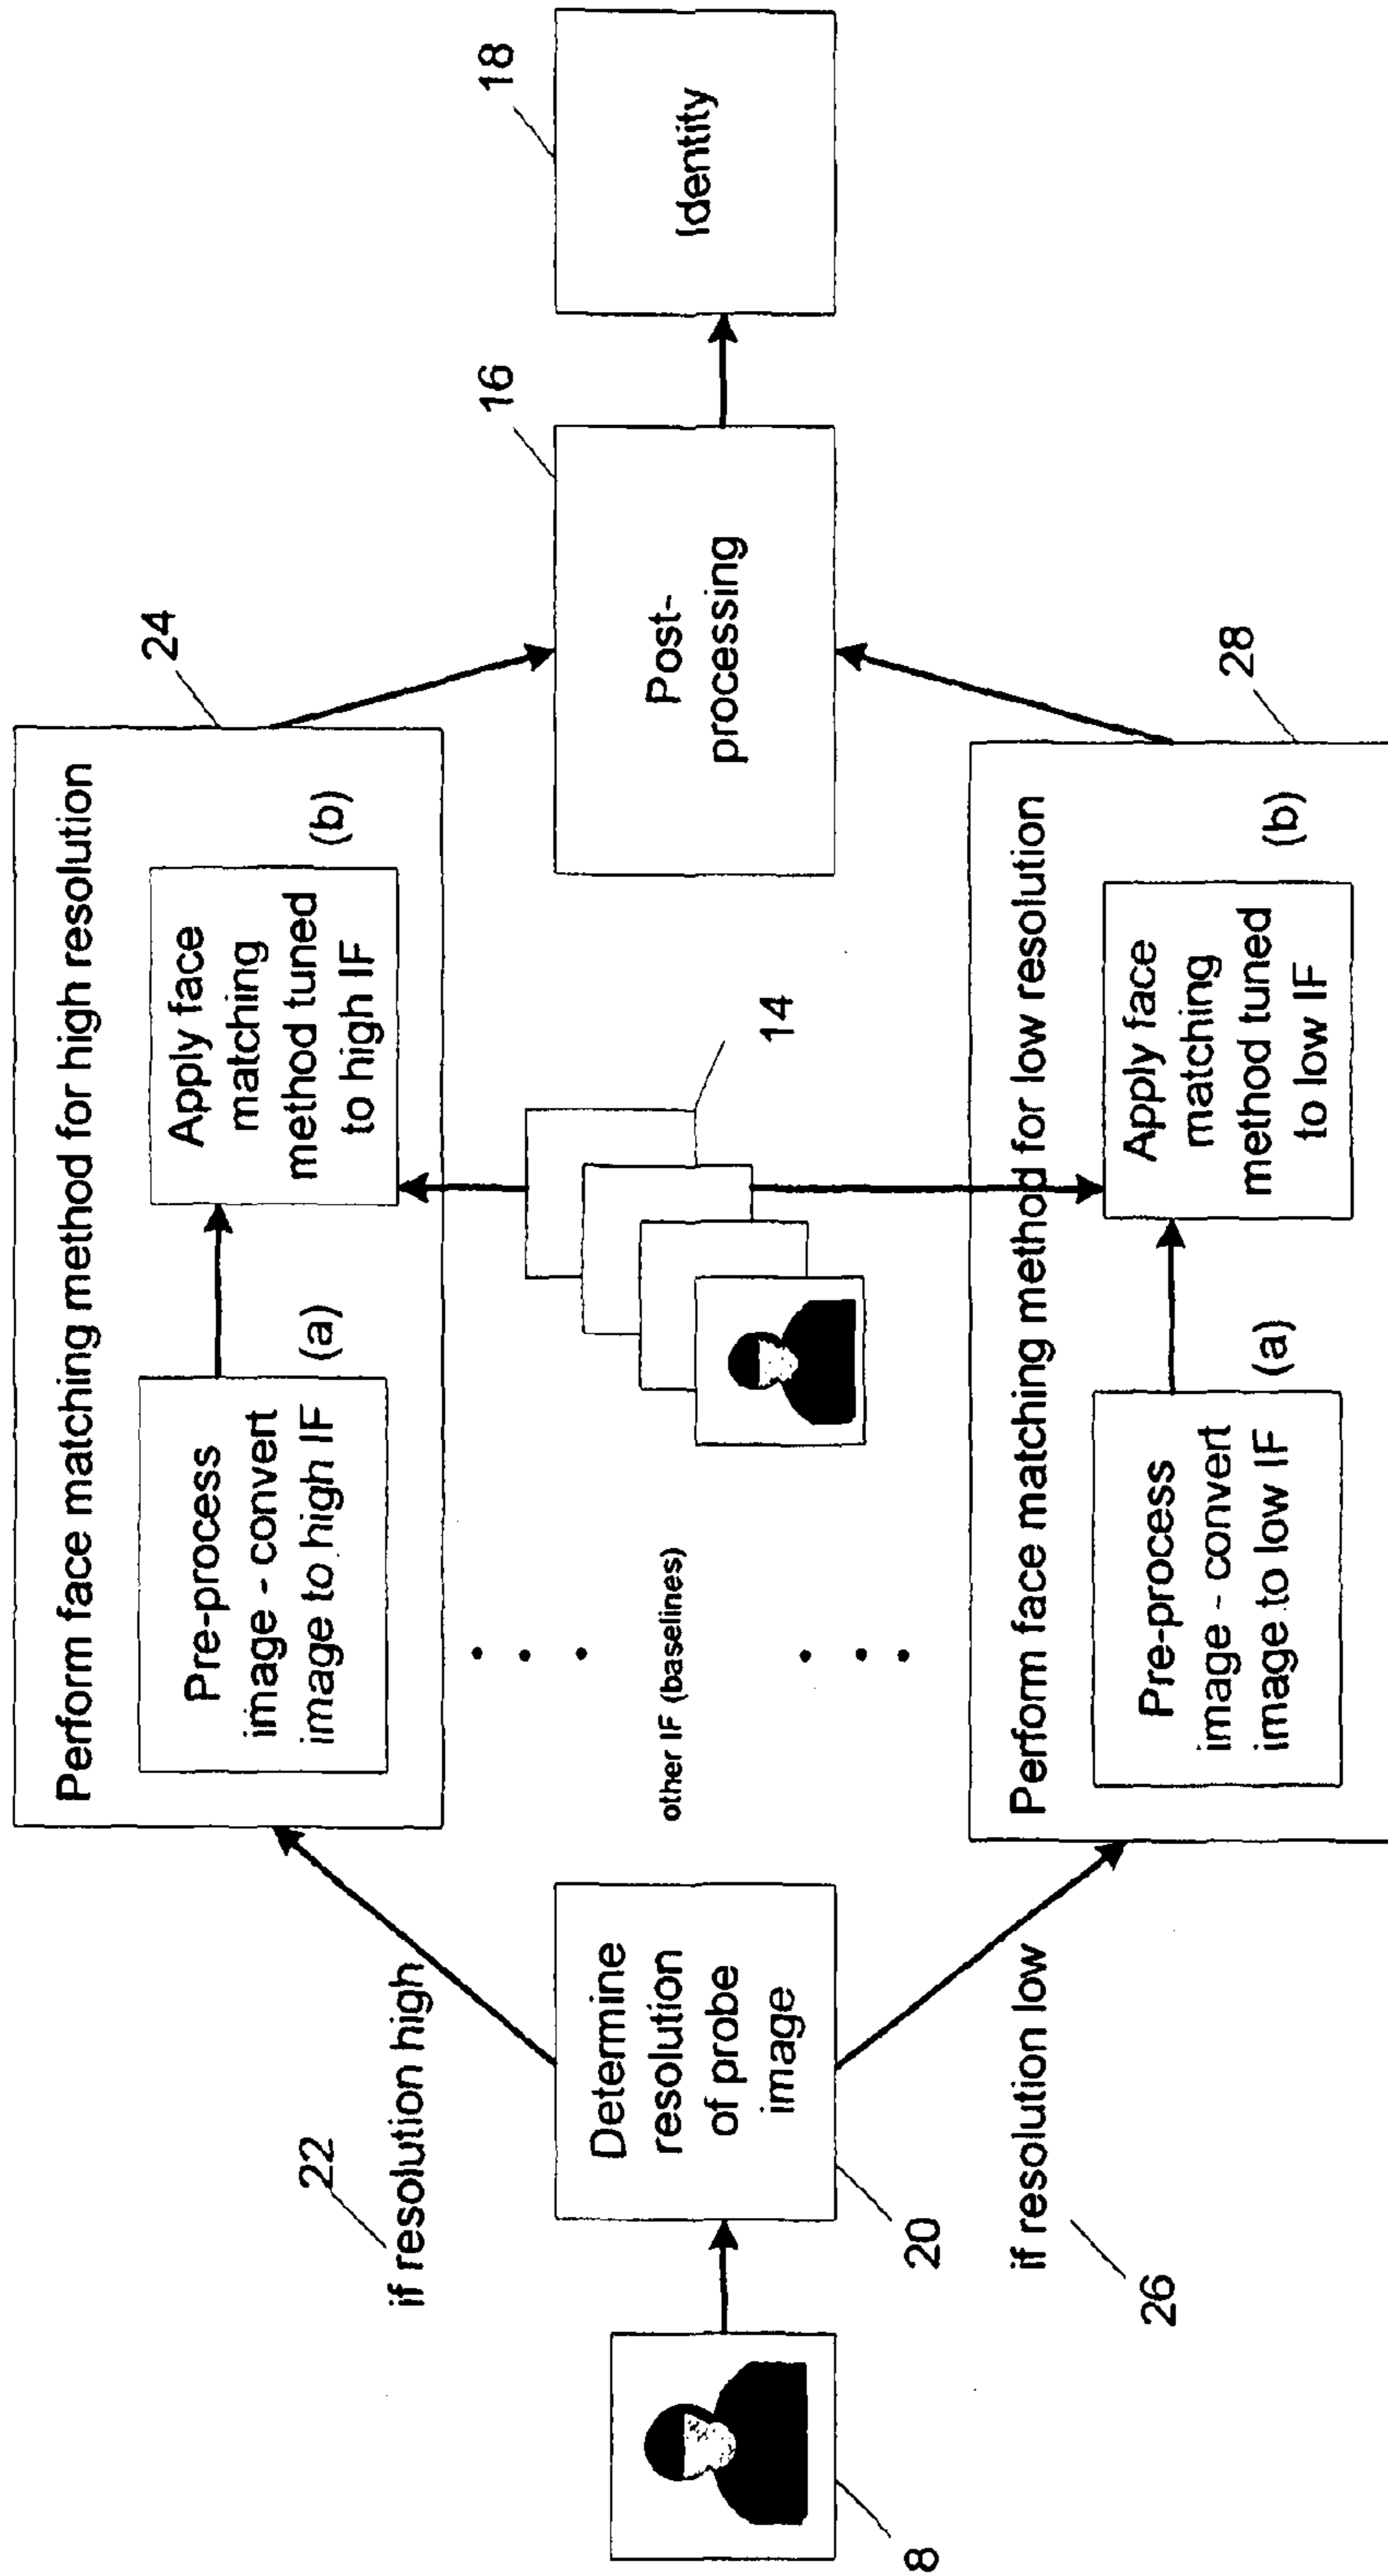 8
Determine
resolution
of probe
image
20
22
if resolution high
if resolution low
26
Perform face matching method for high resolution
24
Pre-process
image - convert
image to high IF
(a)
Apply face
matching
method tuned
to high IF
(b)
other IF (baselines)
14
Perform face matching method for low resolution
28
Pre-process
image - convert
image to low IF
(a)
Apply face
matching
method tuned
to low IF
(b)
Post-
processing
16
Identity
18